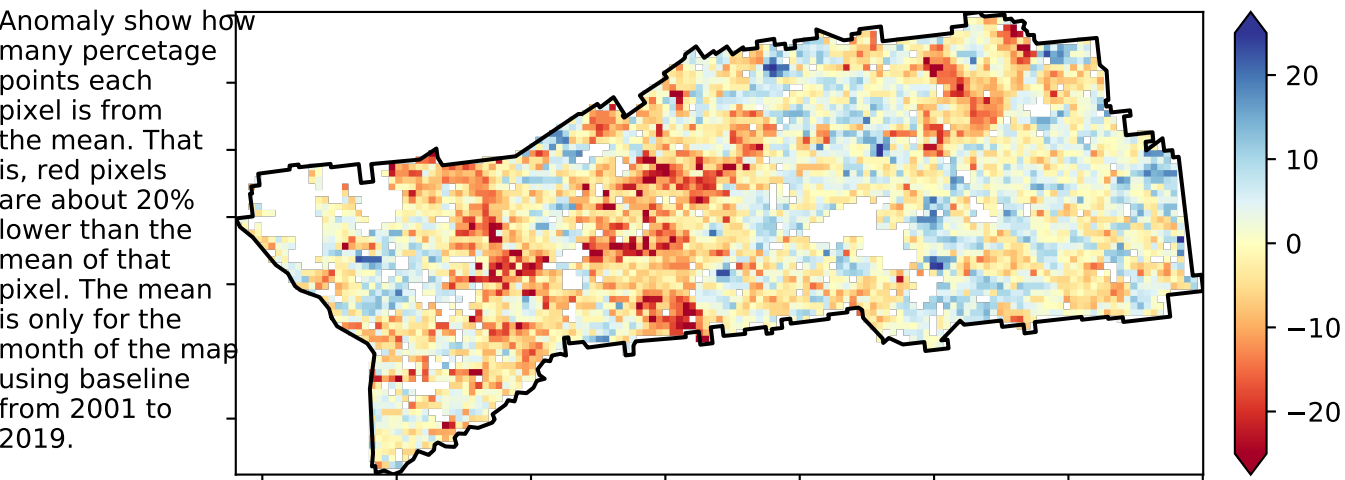 Anomaly show how
many percetage
points each
pixel is from
the mean. That
is, red pixels
are about 20%
lower than the
mean of that
pixel. The mean
is only for the
month of the map
using baseline
from 2001 to
2019.
20
10
0
−10
−20